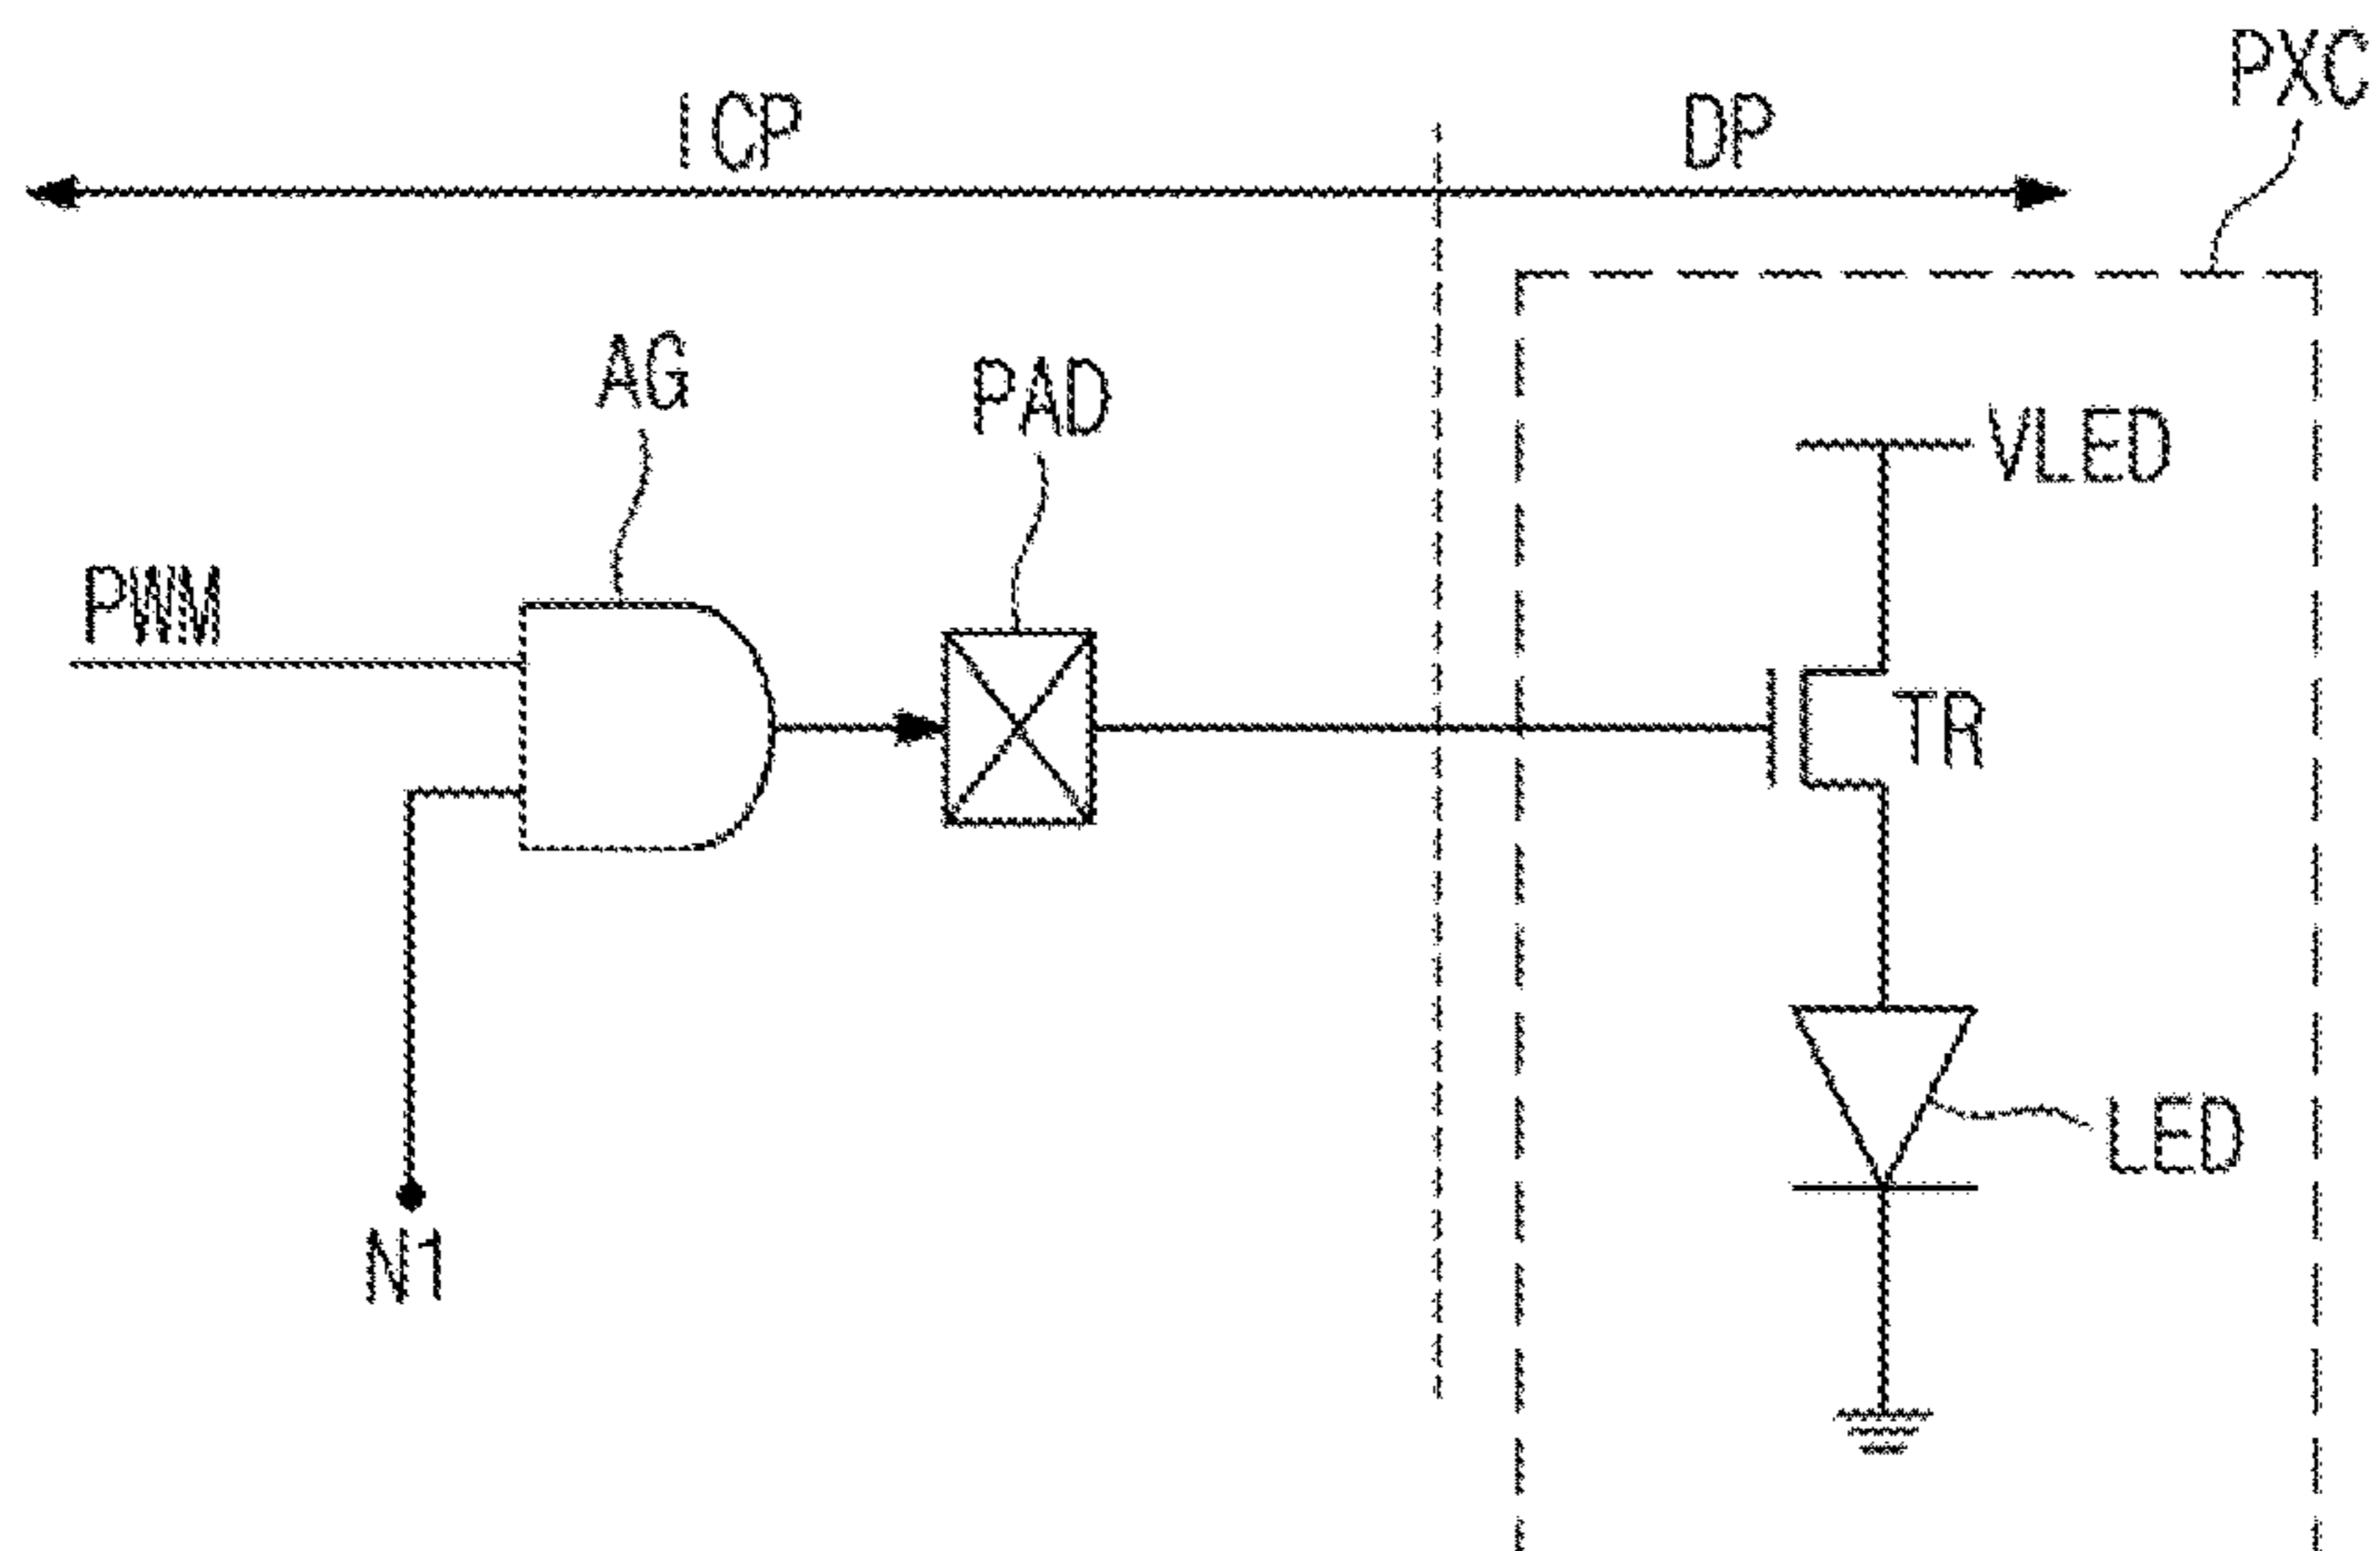 PXC
ICP
DP
AG
PAD
VLED
PWM
TR
LED
N1